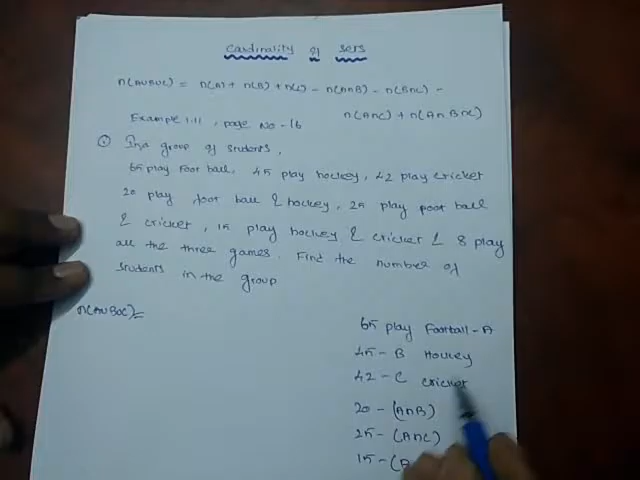 Cardinality of sets
n(AUBUC) = n(A) + n(B) + n(C) - n(A∩B) - n(B∩C) -
n(A∩C) + n(A∩B∩C)
Example 1.11, page No - 16
① In a group of students,
65 play Foot ball, 45 play hockey, 42 play cricket
20 play foot ball & hockey, 25 play foot ball
& cricket, 15 play hockey & cricket & 8 play
all the three games. Find the number of
students in the group
n(AUBUC) =
65 play Football - A
45 - B Hockey
42 - C cricket
20 - (A∩B)
25 - (A∩C)
15 - (B